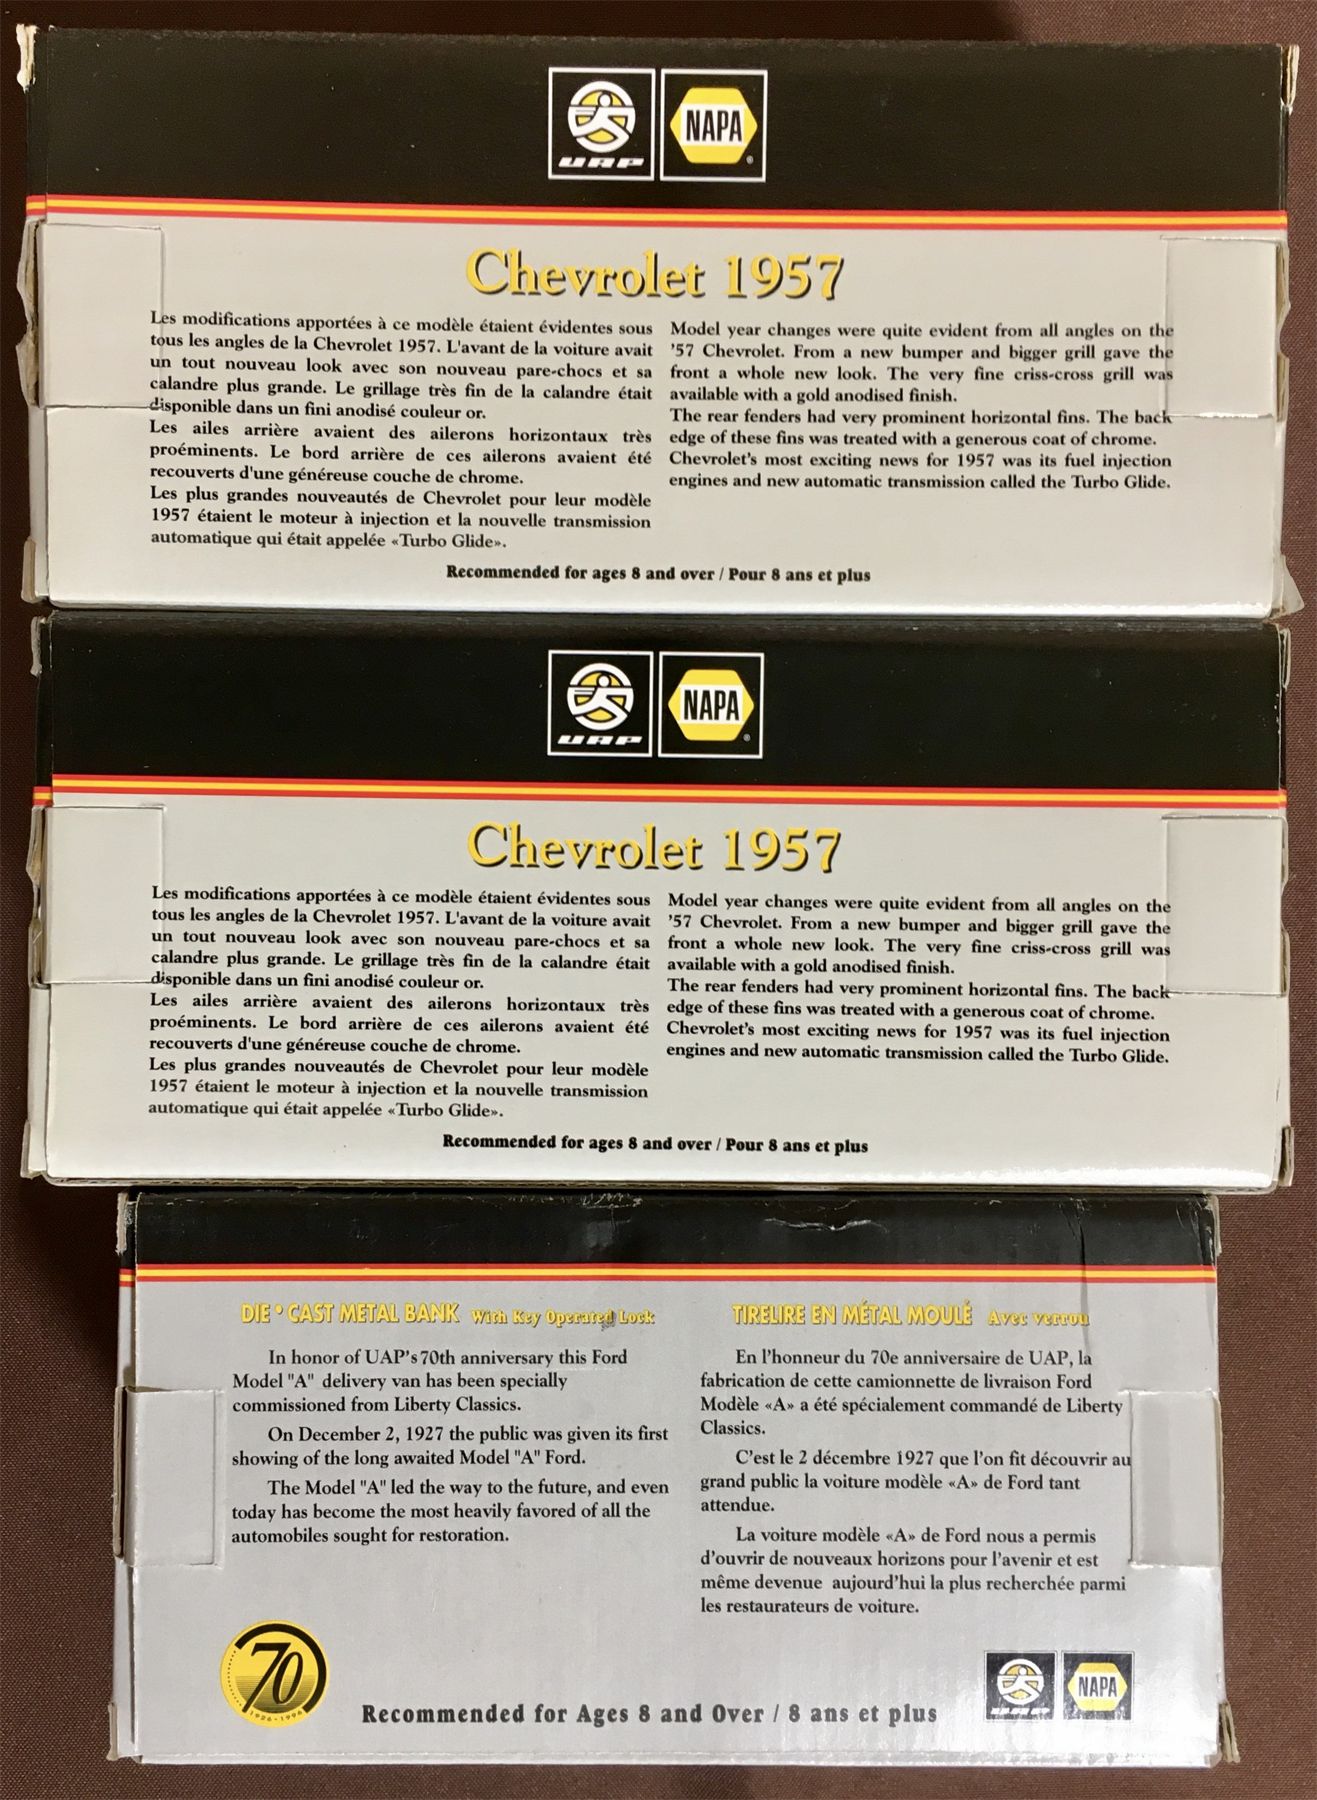 UAP
NAPA
Chevrolet 1957
Les modifications apportées à ce modèle étaient évidentes sous
tous les angles de la Chevrolet 1957. L'avant de la voiture avait
un tout nouveau look avec son nouveau pare-chocs et sa
calandre plus grande. Le grillage très fin de la calandre était
disponible dans un fini anodisé couleur or.
Les ailes arrière avaient des ailerons horizontaux très
proéminents. Le bord arrière de ces ailerons avaient été
recouverts d'une généreuse couche de chrome.
Les plus grandes nouveautés de Chevrolet pour leur modèle
1957 étaient le moteur à injection et la nouvelle transmission
automatique qui était appelée «Turbo Glide».
Model year changes were quite evident from all angles on the
'57 Chevrolet. From a new bumper and bigger grill gave the
front a whole new look. The very fine criss-cross grill was
available with a gold anodised finish.
The rear fenders had very prominent horizontal fins. The back
edge of these fins was treated with a generous coat of chrome.
Chevrolet's most exciting news for 1957 was its fuel injection
engines and new automatic transmission called the Turbo Glide.
Recommended for ages 8 and over / Pour 8 ans et plus
UAP
NAPA
Chevrolet 1957
Les modifications apportées à ce modèle étaient évidentes sous
tous les angles de la Chevrolet 1957. L'avant de la voiture avait
un tout nouveau look avec son nouveau pare-chocs et sa
calandre plus grande. Le grillage très fin de la calandre était
disponible dans un fini anodisé couleur or.
Les ailes arrière avaient des ailerons horizontaux très
proéminents. Le bord arrière de ces ailerons avaient été
recouverts d'une généreuse couche de chrome.
Les plus grandes nouveautés de Chevrolet pour leur modèle
1957 étaient le moteur à injection et la nouvelle transmission
automatique qui était appelée «Turbo Glide».
Model year changes were quite evident from all angles on the
'57 Chevrolet. From a new bumper and bigger grill gave the
front a whole new look. The very fine criss-cross grill was
available with a gold anodised finish.
The rear fenders had very prominent horizontal fins. The back
edge of these fins was treated with a generous coat of chrome.
Chevrolet's most exciting news for 1957 was its fuel injection
engines and new automatic transmission called the Turbo Glide.
Recommended for ages 8 and over / Pour 8 ans et plus
DIE • CAST METAL BANK With Key Operated Lock
In honor of UAP's 70th anniversary this Ford
Model "A" delivery van has been specially
commissioned from Liberty Classics.
On December 2, 1927 the public was given its first
showing of the long awaited Model "A" Ford.
The Model "A" led the way to the future, and even
today has become the most heavily favored of all the
automobiles sought for restoration.
TIRELIRE EN MÉTAL MOULÉ Avec verrou
En l'honneur du 70e anniversaire de UAP, la
fabrication de cette camionnette de livraison Ford
Modèle «A» a été spécialement commandé de Liberty
Classics.
C'est le 2 décembre 1927 que l'on fit découvrir au
grand public la voiture modèle «A» de Ford tant
attendue.
La voiture modèle «A» de Ford nous a permis
d'ouvrir de nouveaux horizons pour l'avenir et est
même devenue aujourd'hui la plus recherchée parmi
les restaurateurs de voiture.
70
1926 - 1996
Recommended for Ages 8 and Over / 8 ans et plus
UAP
NAPA